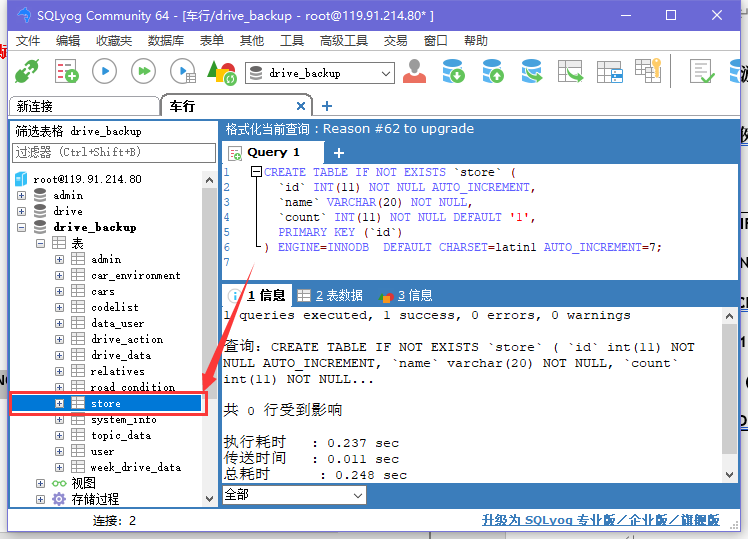 SQLyog Community 64 - [车行/drive_backup - root@119.91.214.80* ]
文件 编辑 收藏夹 数据库 表单 其他 工具 高级工具 交易 窗口 帮助
drive_backup
新连接 车行
筛选表格 drive_backup
过滤器 (Ctrl+Shift+B)
root@119.91.214.80
admin
drive
drive_backup
表
admin
car_environment
cars
codelist
data_user
drive_action
drive_data
relatives
road_condition
store
system_info
topic_data
user
week_drive_data
视图
存储过程
格式化当前查询 : Reason #62 to upgrade
Query 1
1 CREATE TABLE IF NOT EXISTS `store` (
2 `id` INT(11) NOT NULL AUTO_INCREMENT,
3 `name` VARCHAR(20) NOT NULL,
4 `count` INT(11) NOT NULL DEFAULT '1',
5 PRIMARY KEY (`id`)
6 ) ENGINE=INNODB DEFAULT CHARSET=latin1 AUTO_INCREMENT=7;
7
1 信息 2 表数据 3 信息
1 queries executed, 1 success, 0 errors, 0 warnings
查询: CREATE TABLE IF NOT EXISTS `store` ( `id` int(11) NOT
NULL AUTO_INCREMENT, `name` varchar(20) NOT NULL, `count`
int(11) NOT NULL...
共 0 行受到影响
执行耗时 : 0.237 sec
传送时间 : 0.011 sec
总耗时 : 0.248 sec
全部
连接: 2
升级为 SQLyog 专业版/企业版/旗舰版